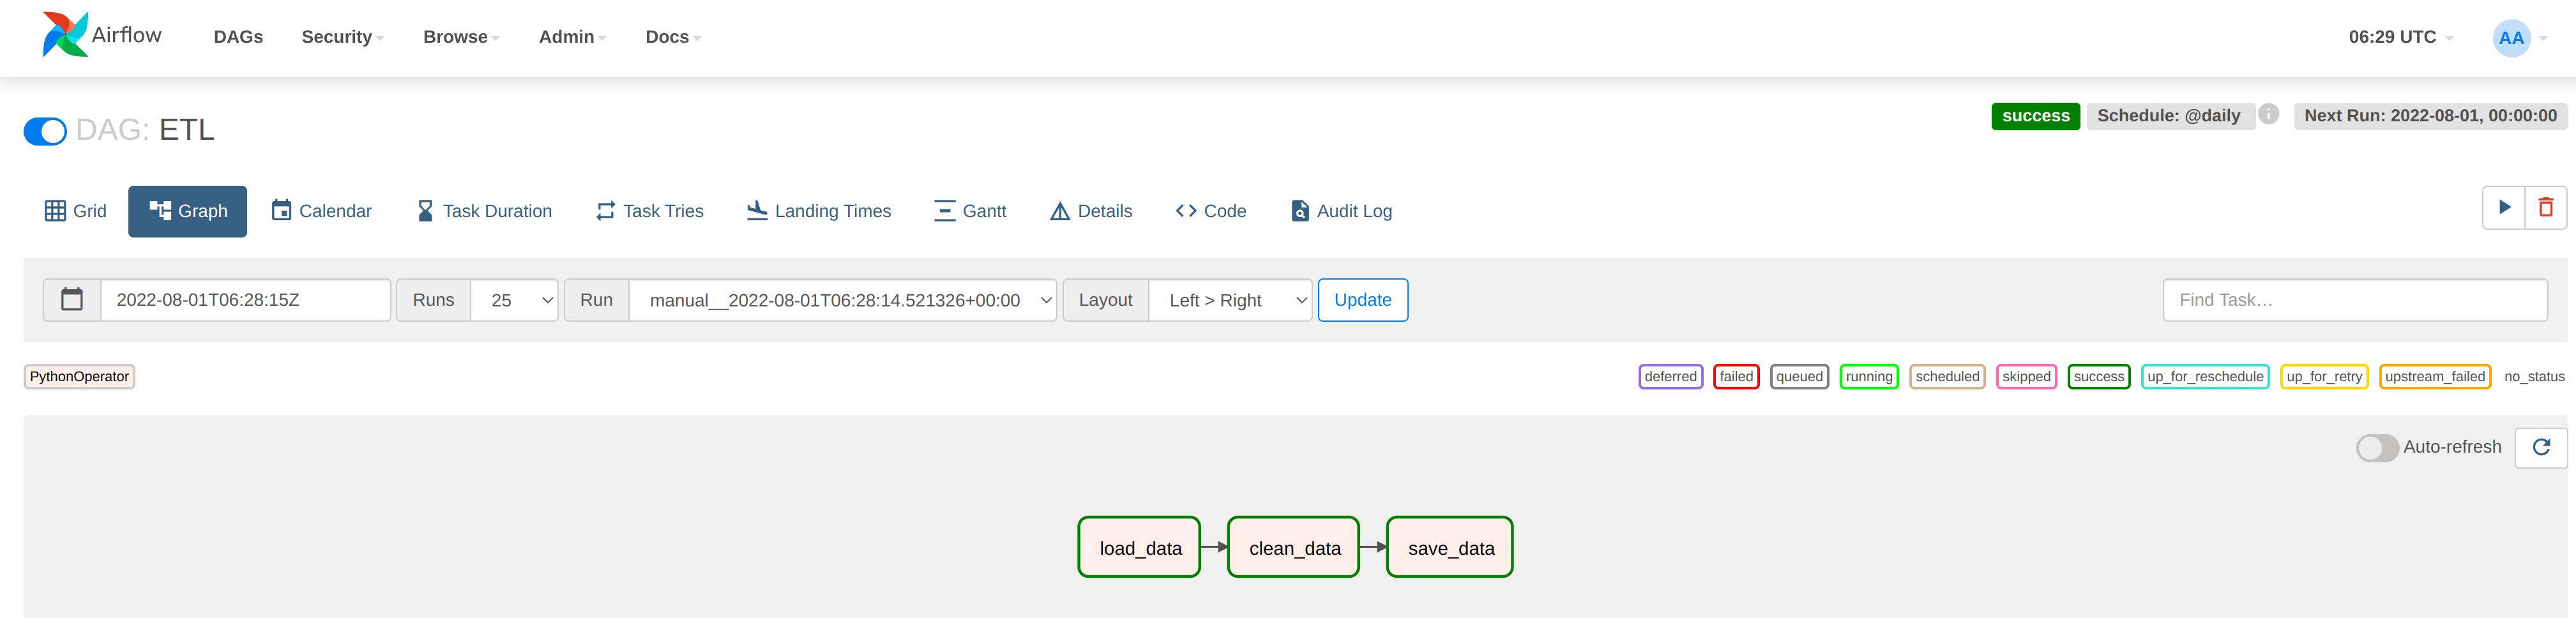 Airflow DAGs Security Browse Admin Docs 06:29 UTC AA
DAG: ETL success Schedule: @daily i Next Run: 2022-08-01, 00:00:00
Grid Graph Calendar Task Duration Task Tries Landing Times Gantt Details Code Audit Log
2022-08-01T06:28:15Z Runs 25 Run manual__2022-08-01T06:28:14.521326+00:00 Layout Left > Right Update Find Task…
PythonOperator deferred failed queued running scheduled skipped success up_for_reschedule up_for_retry upstream_failed no_status
Auto-refresh
load_data clean_data save_data